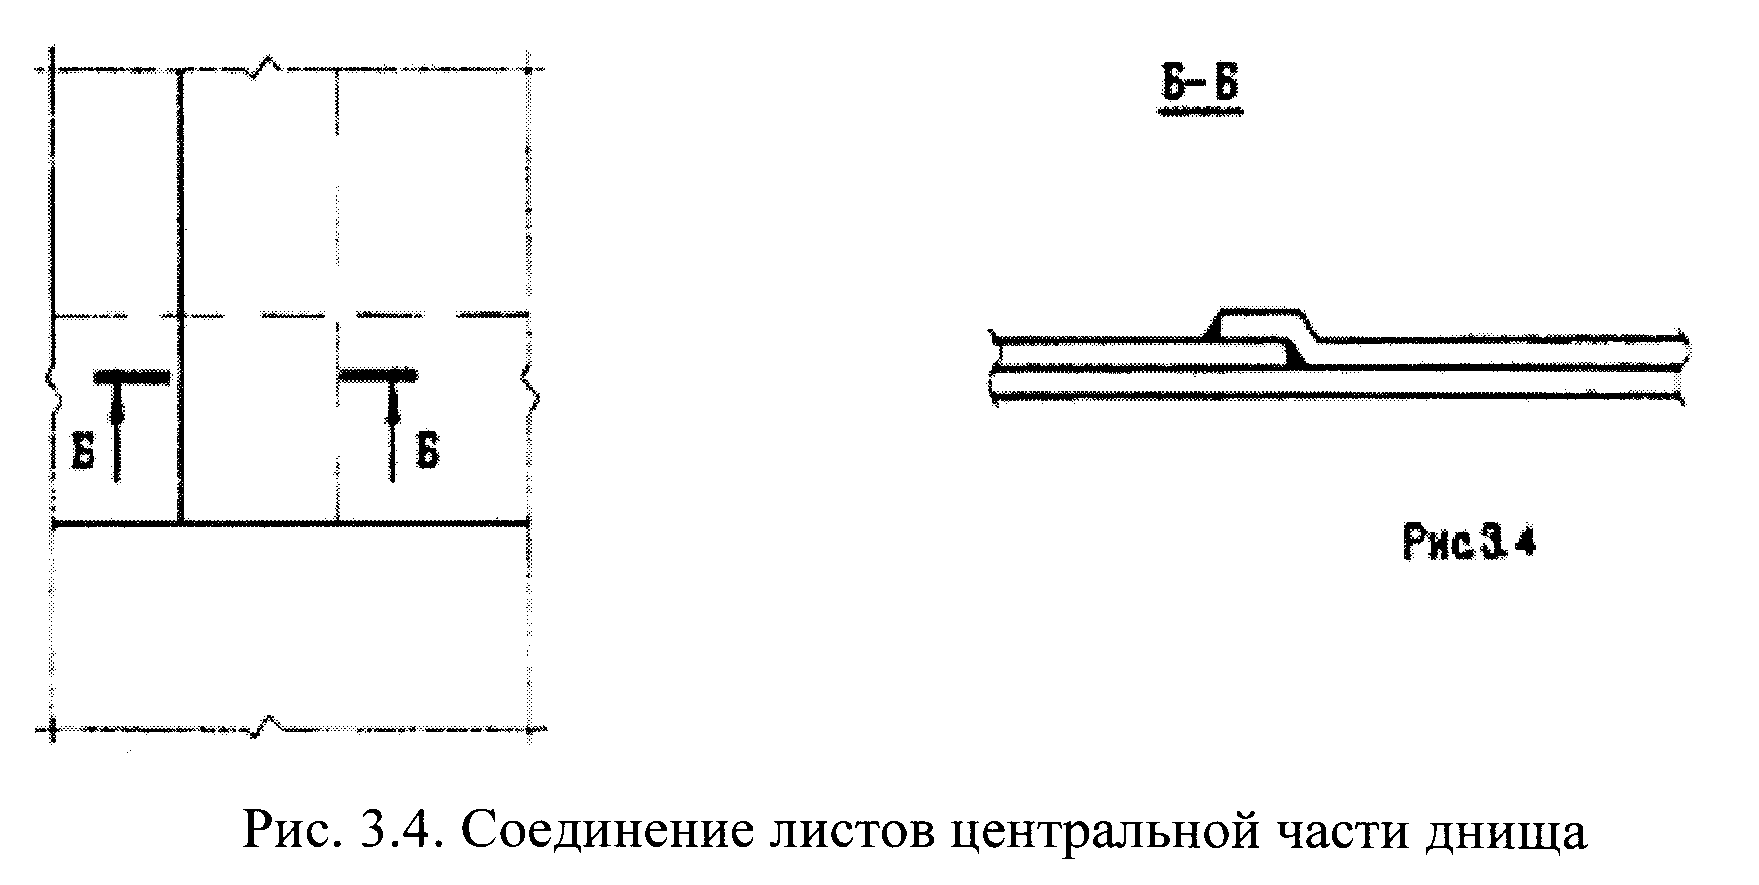 Б–Б
Б Б
Рис.3.4
Рис. 3.4. Соединение листов центральной части днища